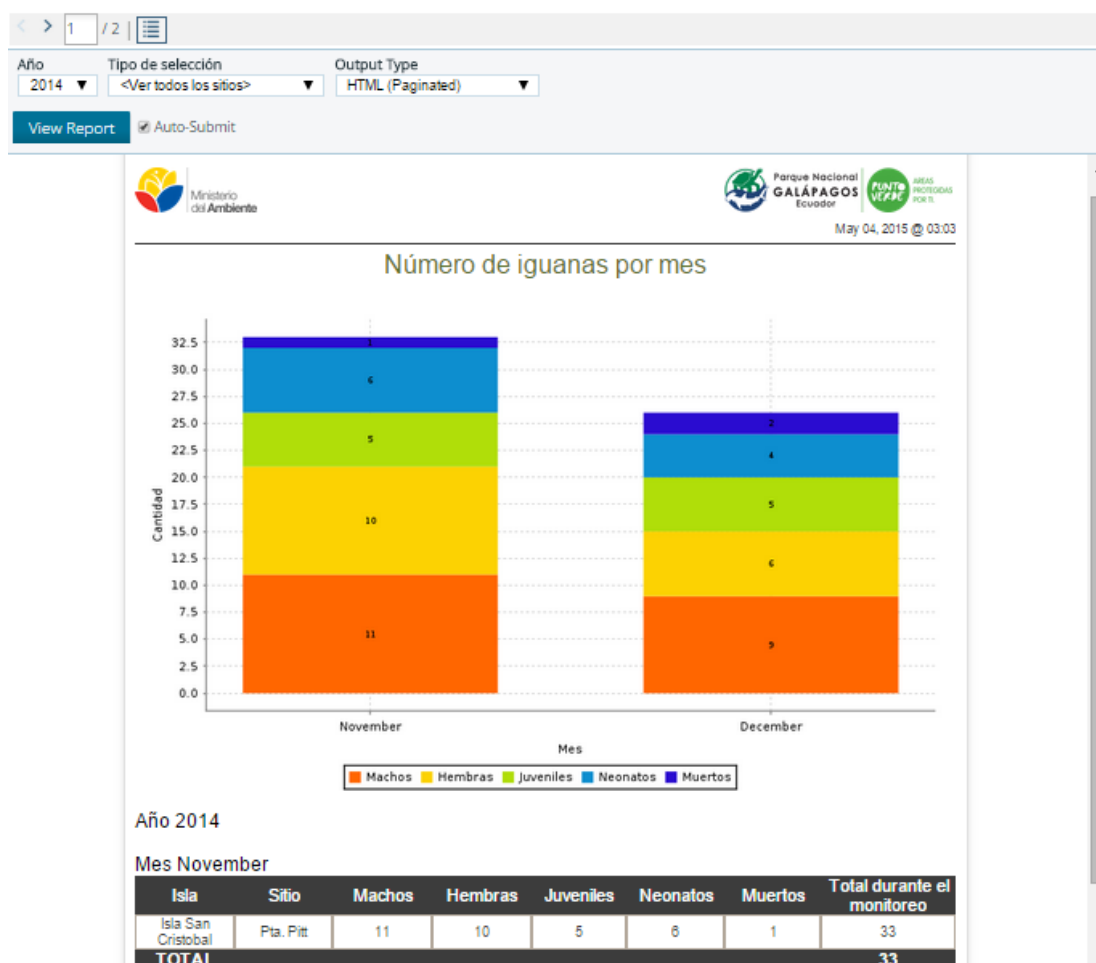 1 / 2
Año Tipo de selección Output Type
2014 <Ver todos los sitios> HTML (Paginated)
View Report Auto-Submit
Ministerio
del Ambiente
Parque Nacional
GALÁPAGOS
Ecuador
PUNTO
VERDE
AREAS
PROTEGIDAS
POR TI.
May 04, 2015 @ 03:03
Número de iguanas por mes
32.5
30.0
27.5
25.0
22.5
20.0
17.5
15.0
12.5
10.0
7.5
5.0
2.5
0.0
Cantidad
1
6
5
10
11
2
4
5
6
9
November December
Mes
Machos Hembras Juveniles Neonatos Muertos
Año 2014
Mes November
Isla Sitio Machos Hembras Juveniles Neonatos Muertos Total durante el monitoreo
Isla San Cristobal Pta. Pitt 11 10 5 6 1 33
TOTAL 33